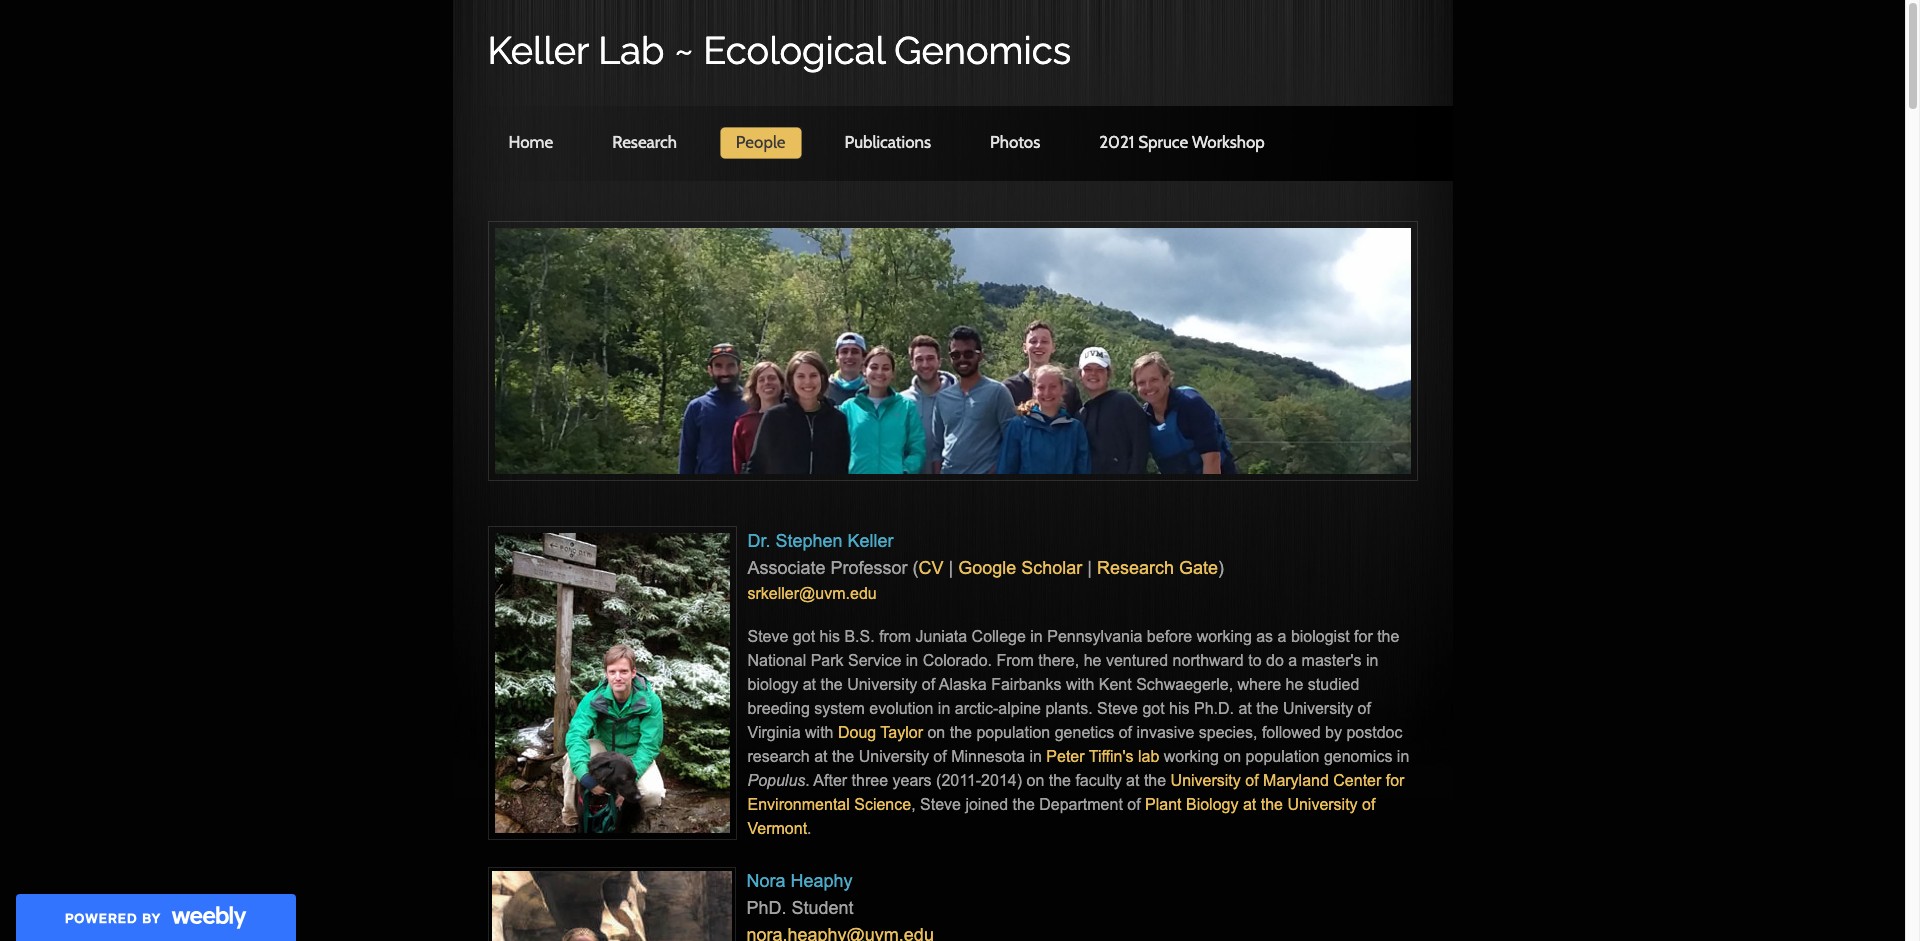 Keller Lab ~ Ecological Genomics
Home
Research
People
Publications
Photos
2021 Spruce Workshop
UVM
Dr. Stephen Keller
Associate Professor (CV | Google Scholar | Research Gate)
srkeller@uvm.edu
Steve got his B.S. from Juniata College in Pennsylvania before working as a biologist for the
National Park Service in Colorado. From there, he ventured northward to do a master's in
biology at the University of Alaska Fairbanks with Kent Schwaegerle, where he studied
breeding system evolution in arctic-alpine plants. Steve got his Ph.D. at the University of
Virginia with Doug Taylor on the population genetics of invasive species, followed by postdoc
research at the University of Minnesota in Peter Tiffin's lab working on population genomics in
Populus. After three years (2011-2014) on the faculty at the University of Maryland Center for
Environmental Science, Steve joined the Department of Plant Biology at the University of
Vermont.
Nora Heaphy
PhD. Student
nora.heaphy@uvm.edu
POWERED BY weebly